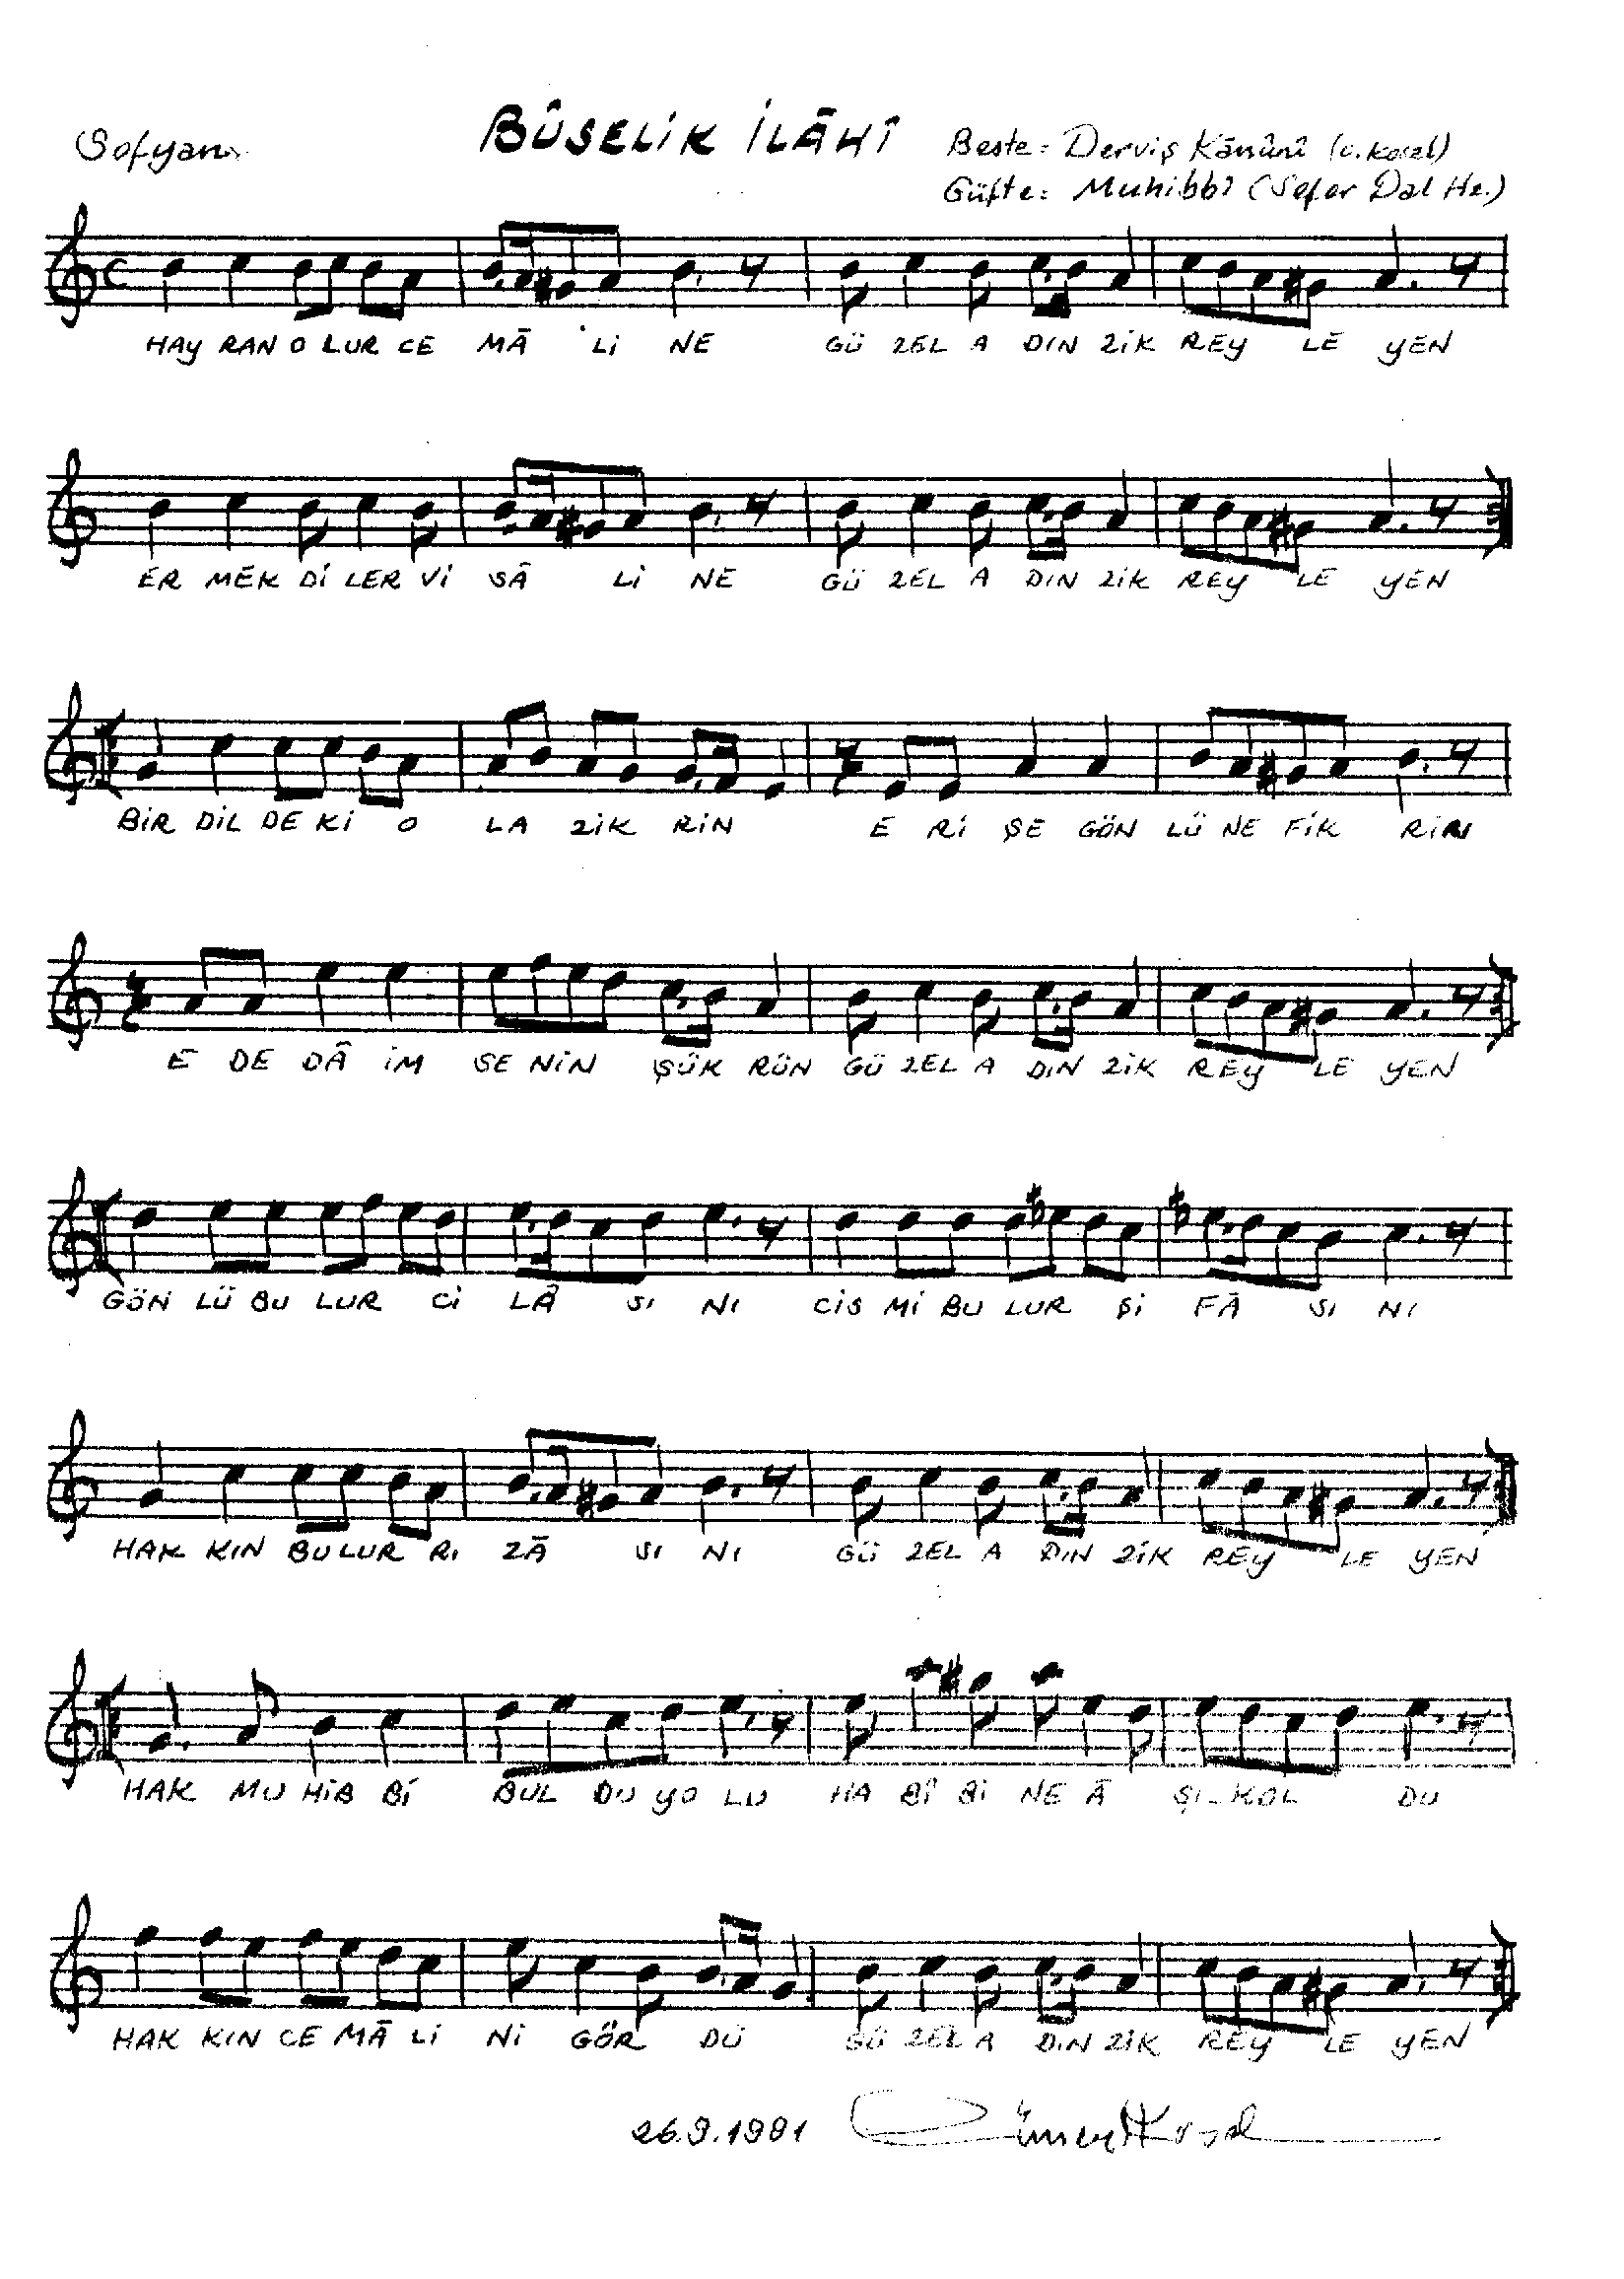 Sofyan
BÛSELİK İLÂHÎ
Beste: Derviş Kânûnî
Güfte: Muhibbî (Sefer Dal Hz.)
HAY RAN O LUR CE MÂ Lİ NE GÜ ZEL A DIN ZİK REY LE YEN
ER MEK Dİ LER Vİ SÂ Lİ NE GÜ ZEL A DIN ZİK REY LE YEN
BİR DİL DE Kİ O LA ZİK RİN E Rİ ŞE GÖN LÜ NE FİK RİN
E DE DÂ İM SE NİN ŞÜK RÜN GÜ ZEL A DIN ZİK REY LE YEN
GÖN LÜ BU LUR Cİ LÂ SI NI CİS Mİ BU LUR Şİ FÂ SI NI
HAK KIN BU LUR RI ZÂ SI NI GÜ ZEL A DIN ZİK REY LE YEN
HAK MU HİB Bİ BUL DU YO LU HA BÎ Bİ NE Â ŞI - KOL DU
HAK KIN CE MÂ Lİ Nİ GÖR DÜ GÜ ZEL A DIN ZİK REY LE YEN
26.9.1991